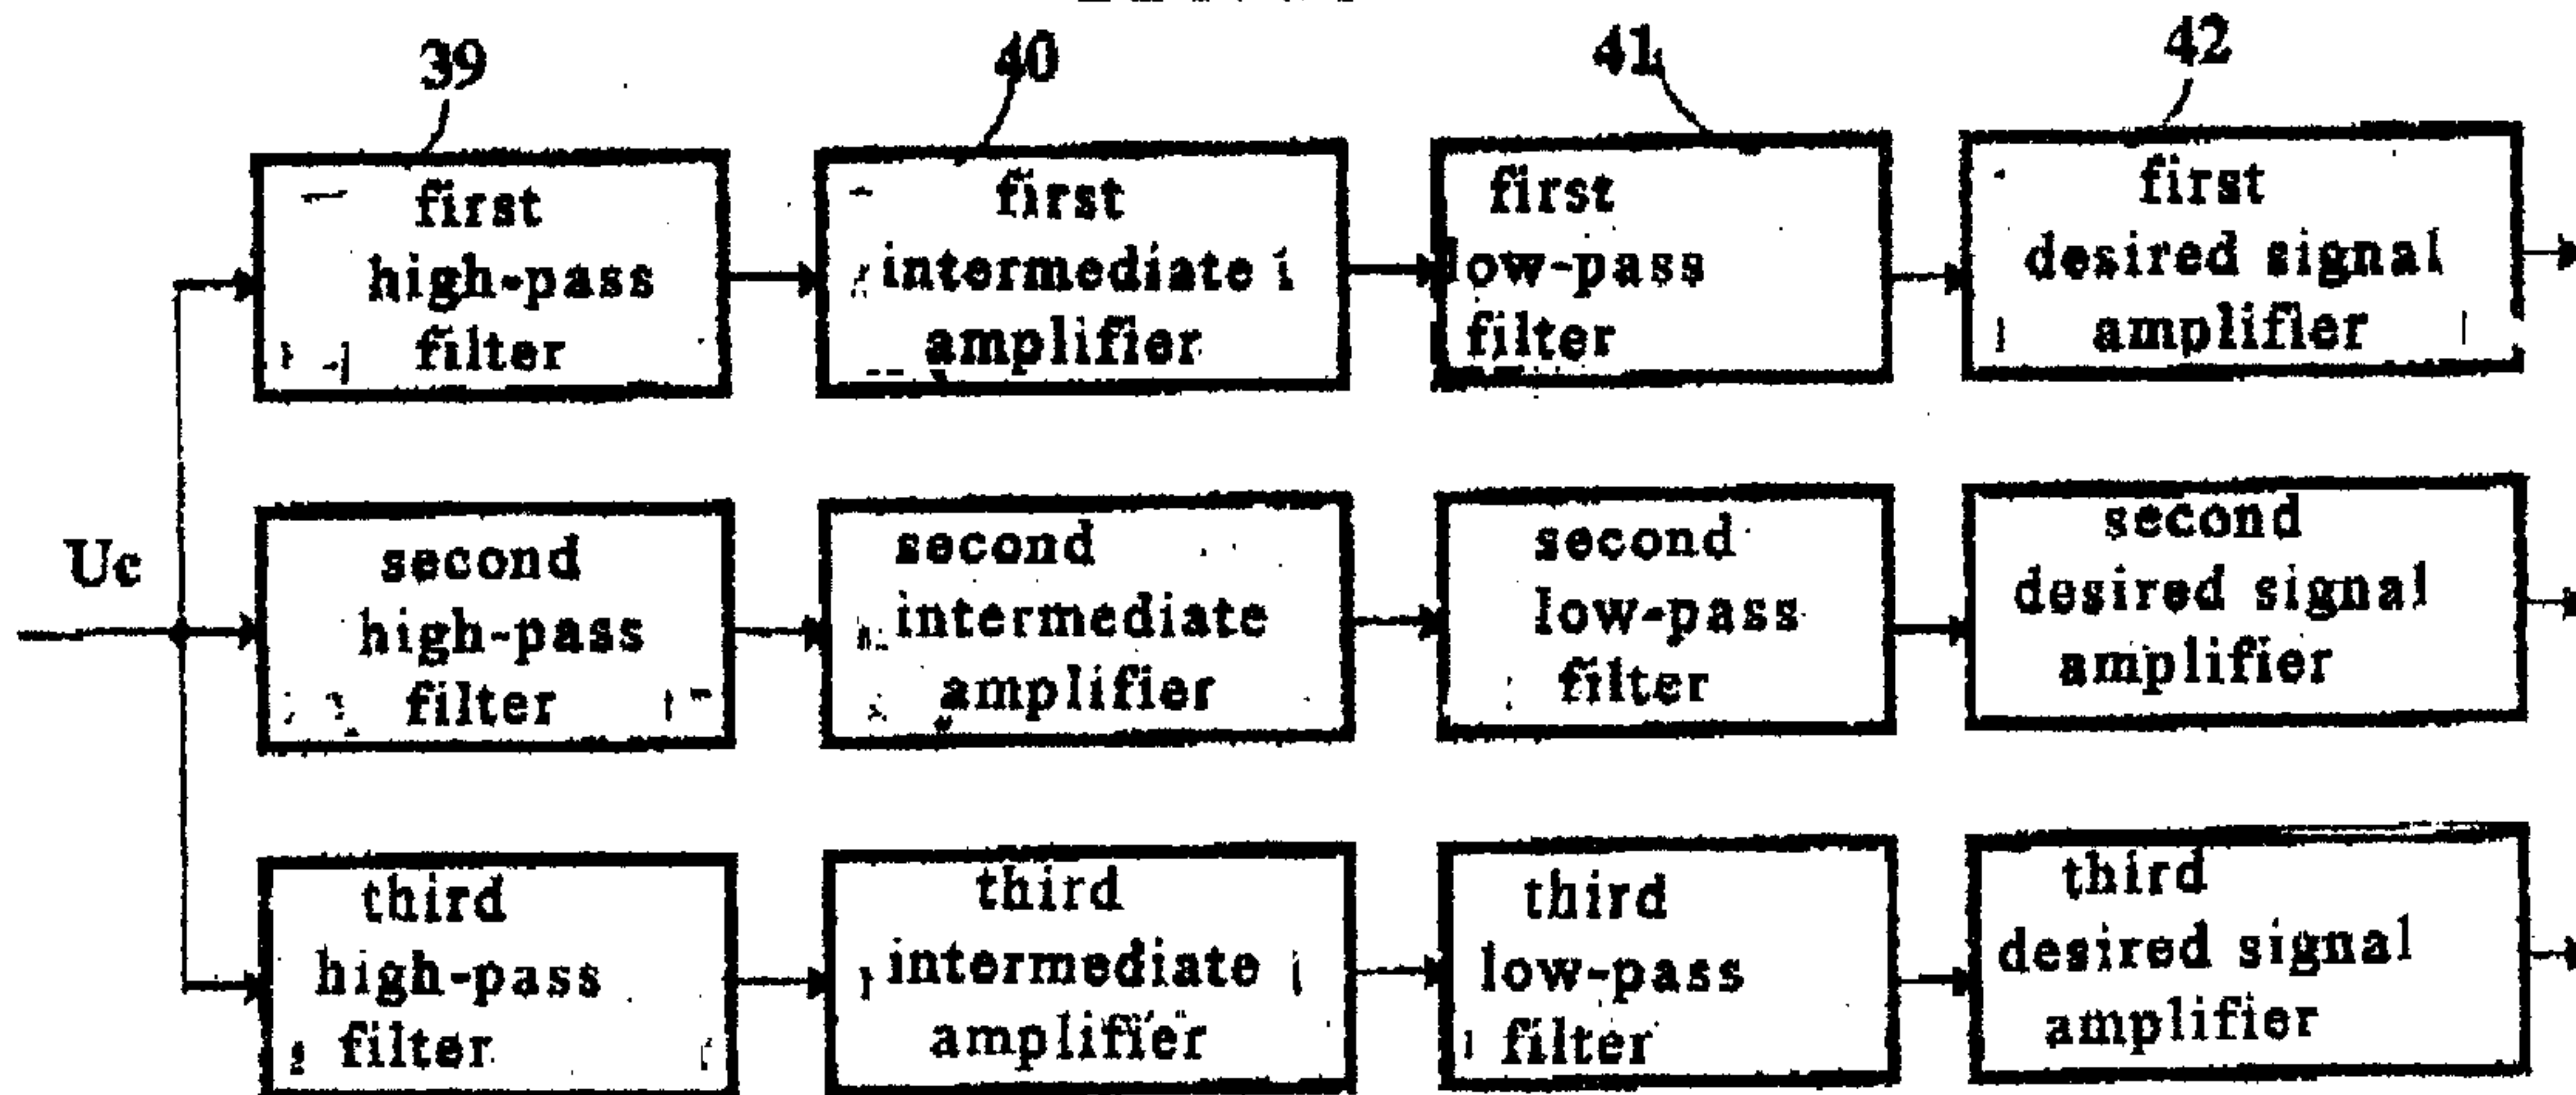 39
40
41
42
first
high-pass
filter
first
intermediate
amplifier
first
low-pass
filter
first
desired signal
amplifier
Uc
second
high-pass
filter
second
intermediate
amplifier
second
low-pass
filter
second
desired signal
amplifier
third
high-pass
filter
third
intermediate
amplifier
third
low-pass
filter
third
desired signal
amplifier